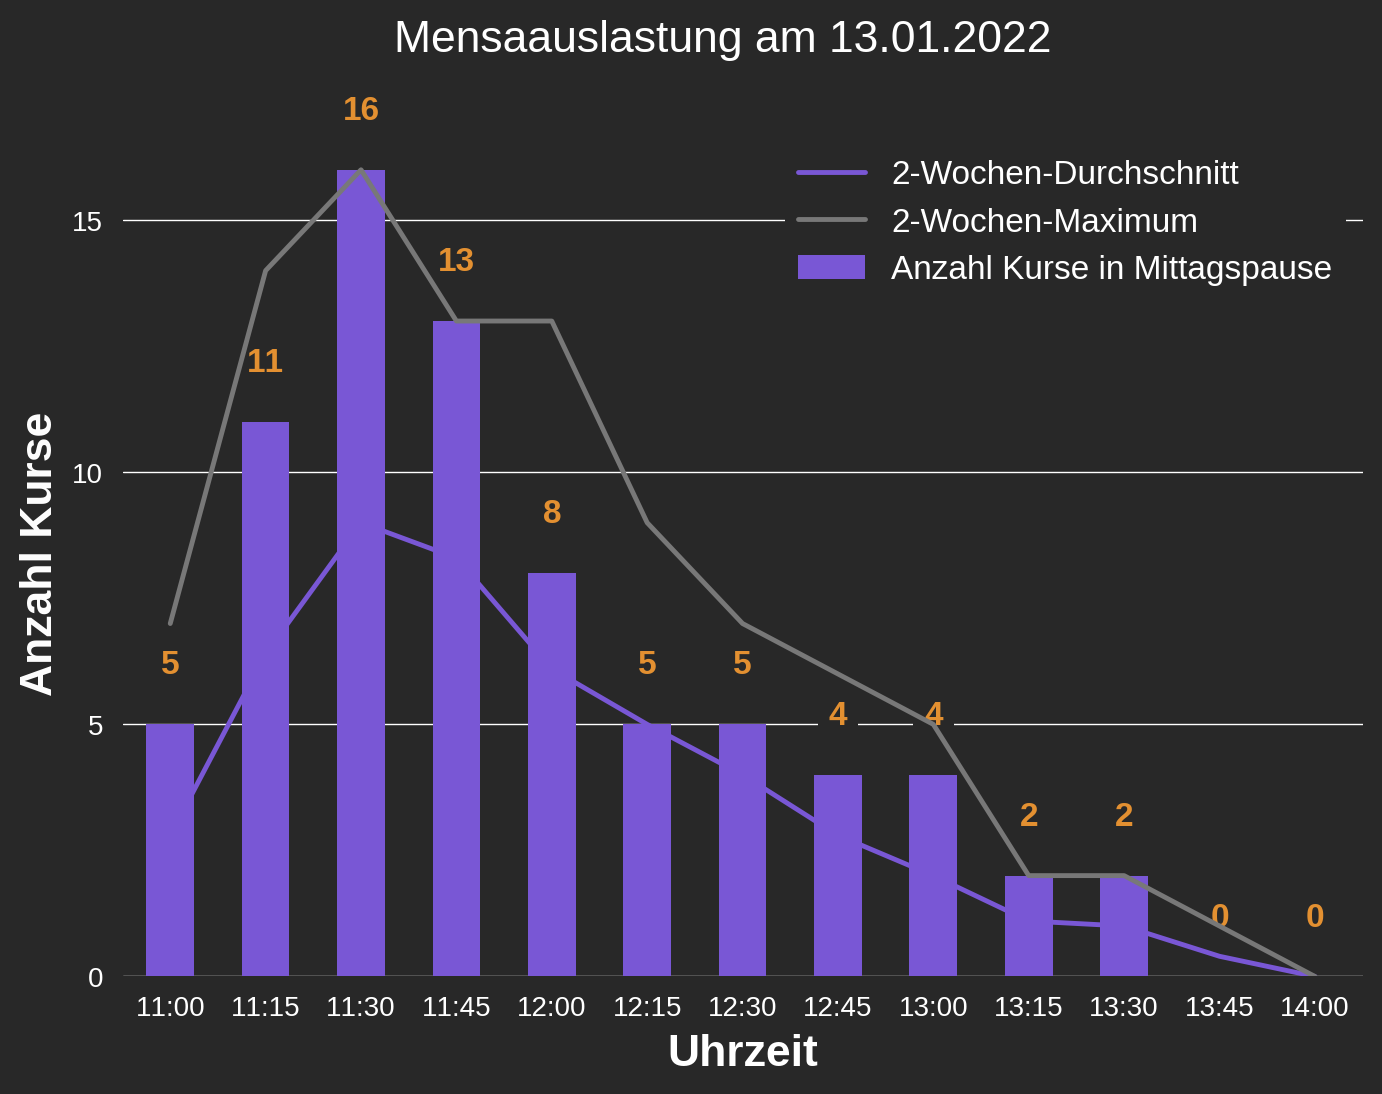 Mensaauslastung am 13.01.2022
2-Wochen-Durchschnitt
2-Wochen-Maximum
Anzahl Kurse in Mittagspause
Anzahl Kurse
15
10
5
0
5
11
16
13
8
5
5
4
4
2
2
0
0
11:00 11:15 11:30 11:45 12:00 12:15 12:30 12:45 13:00 13:15 13:30 13:45 14:00
Uhrzeit